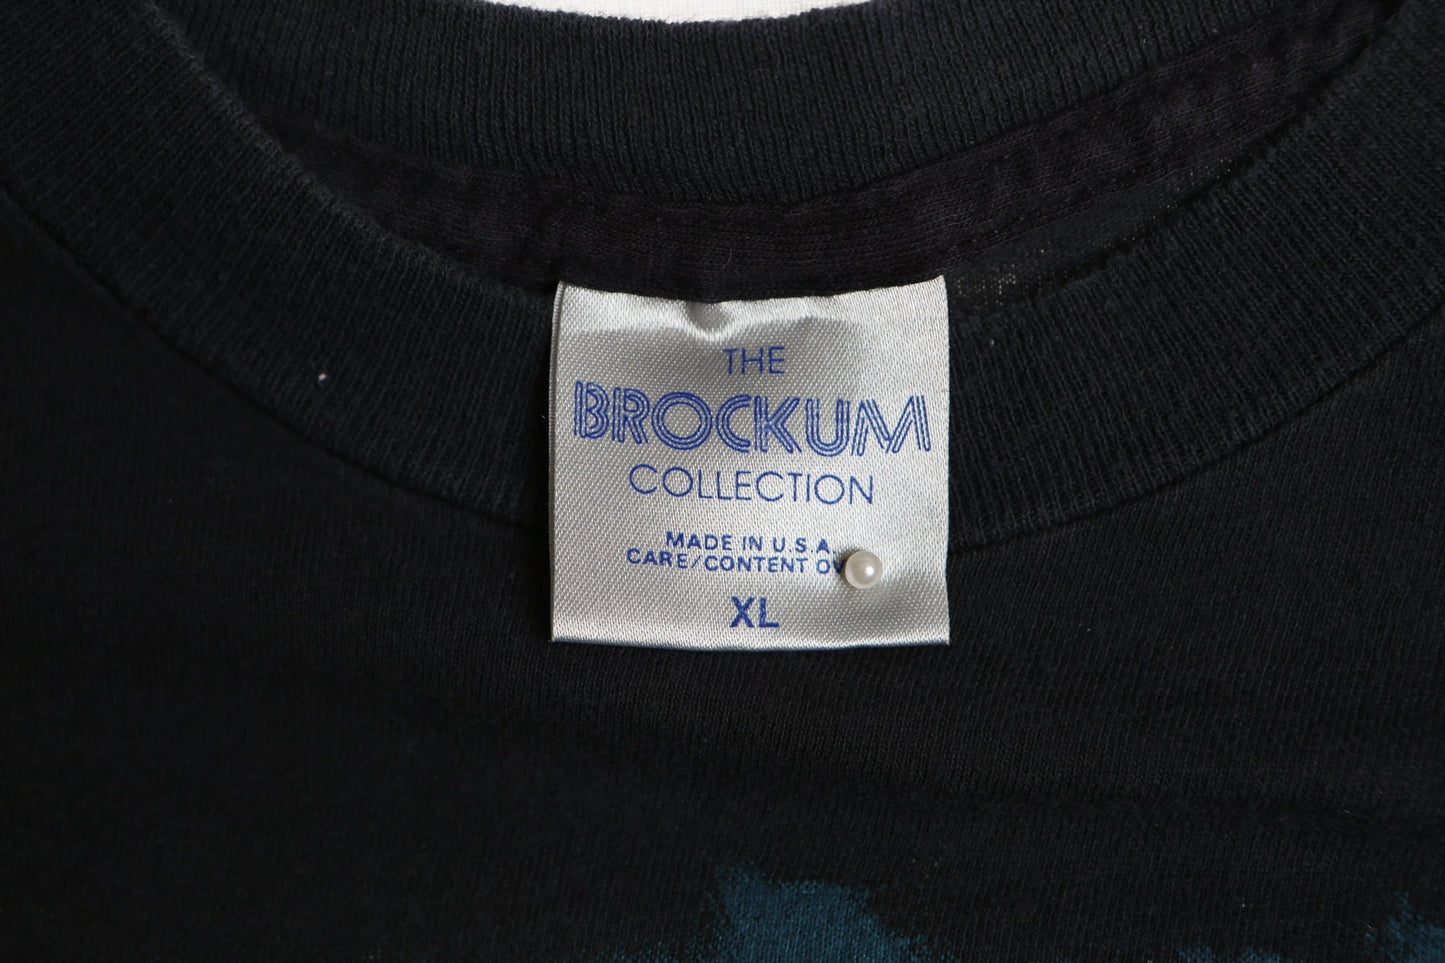 THE
BROCKUM
COLLECTION
MADE IN U.S.A.
CARE/CONTENT
XL